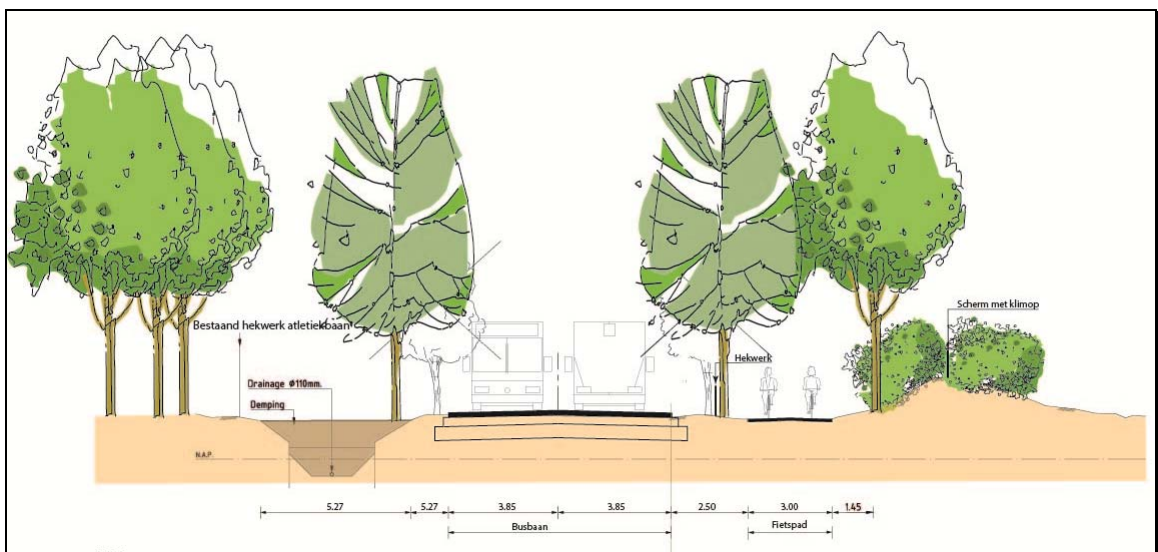 Scherm met klimop
Bestaand hekwerk atletiekbaan
Hekwerk
Drainage Ø110mm.
Demping
N.A.P.
5.27 5.27 3.85 3.85 2.50 3.00 1.45
Busbaan Fietspad